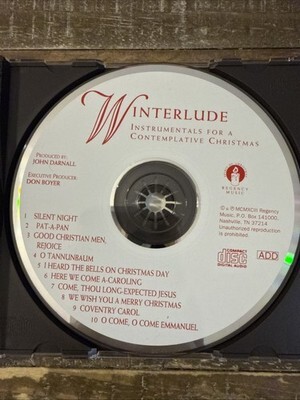 WINTERLUDE
INSTRUMENTALS FOR A
CONTEMPLATIVE CHRISTMAS
PRODUCED BY:
JOHN DARNALL
EXECUTIVE PRODUCER:
DON BOYER
REGENCY
MUSIC
© ℗ MCMXCIII Regency
Music, P.O. Box 141000,
Nashville, TN 37214
Unauthorized reproduction
is prohibited.
1 SILENT NIGHT
2 PAT-A-PAN
3 GOOD CHRISTIAN MEN,
REJOICE
4 O TANNUNBAUM
5 I HEARD THE BELLS ON CHRISTMAS DAY
6 HERE WE COME A-CAROLING
7 COME, THOU LONG-EXPECTED JESUS
8 WE WISH YOU A MERRY CHRISTMAS
9 COVENTRY CAROL
10 O COME, O COME EMMANUEL
COMPACT
disc
DIGITAL AUDIO
ADD